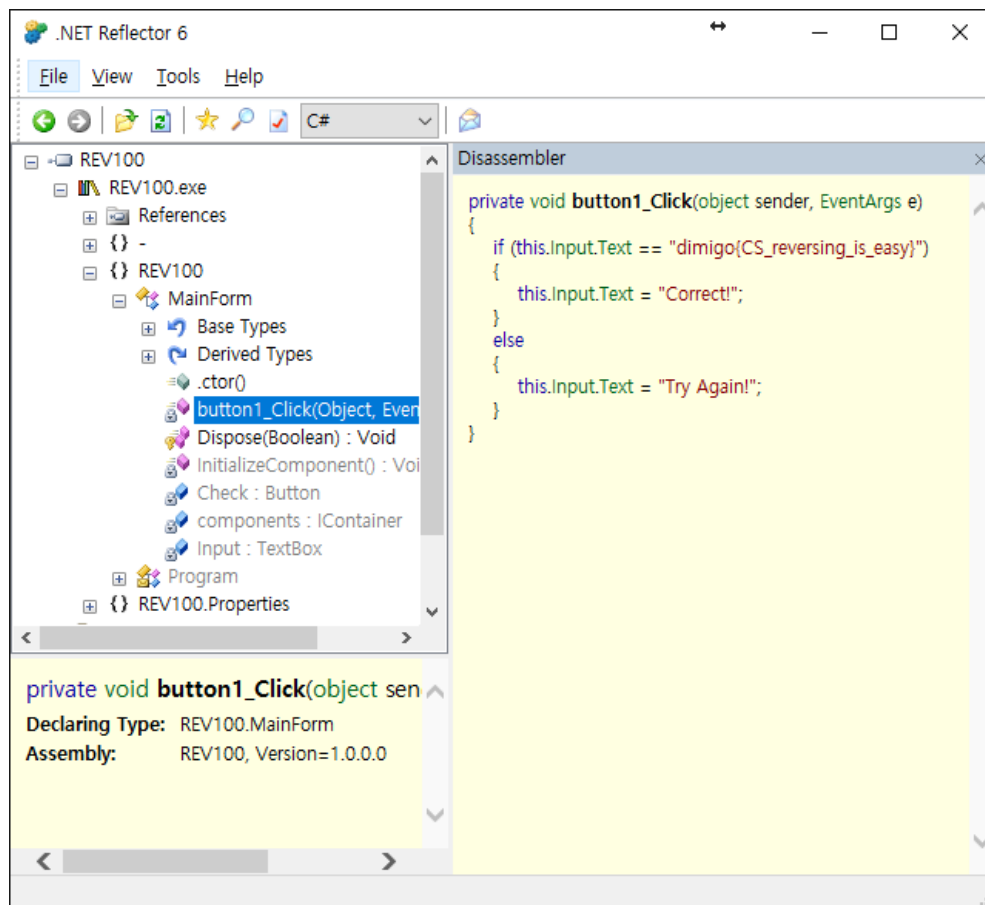 .NET Reflector 6
File View Tools Help
C#
REV100
REV100.exe
References
{} -
{} REV100
MainForm
Base Types
Derived Types
.ctor()
button1_Click(Object, Even
Dispose(Boolean) : Void
InitializeComponent() : Voi
Check : Button
components : IContainer
Input : TextBox
Program
{} REV100.Properties
private void button1_Click(object sen
Declaring Type: REV100.MainForm
Assembly: REV100, Version=1.0.0.0
Disassembler
private void button1_Click(object sender, EventArgs e)
{
if (this.Input.Text == "dimigo{CS_reversing_is_easy}")
{
this.Input.Text = "Correct!";
}
else
{
this.Input.Text = "Try Again!";
}
}